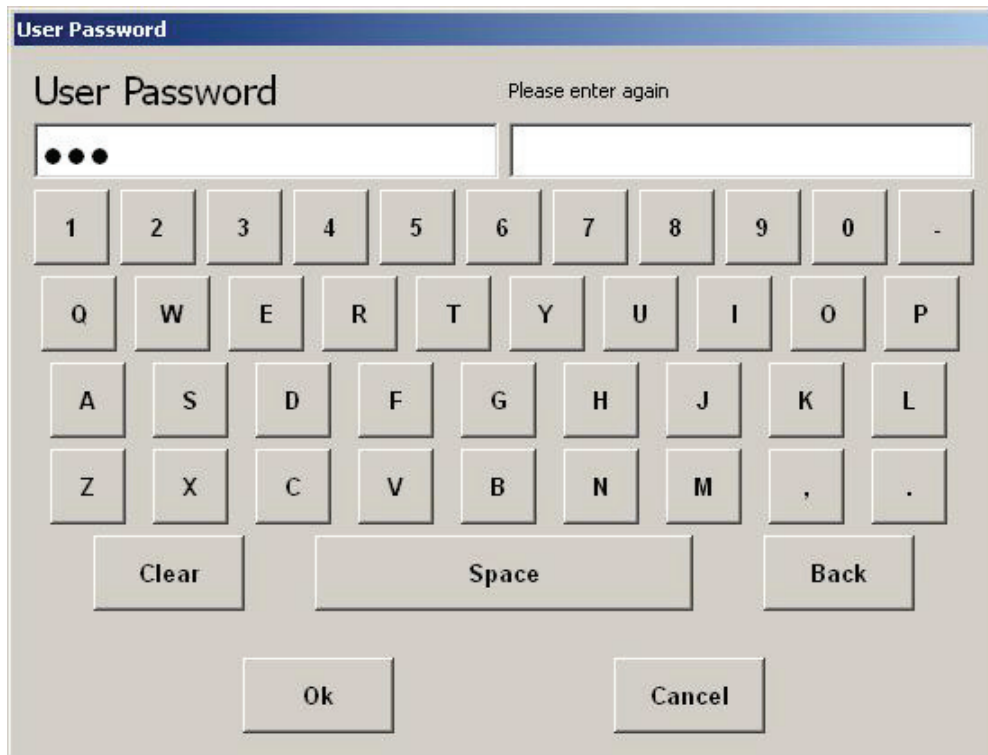 User Password
User Password Please enter again
●●●
1 2 3 4 5 6 7 8 9 0 -
Q W E R T Y U I O P
A S D F G H J K L
Z X C V B N M , .
Clear Space Back
Ok Cancel